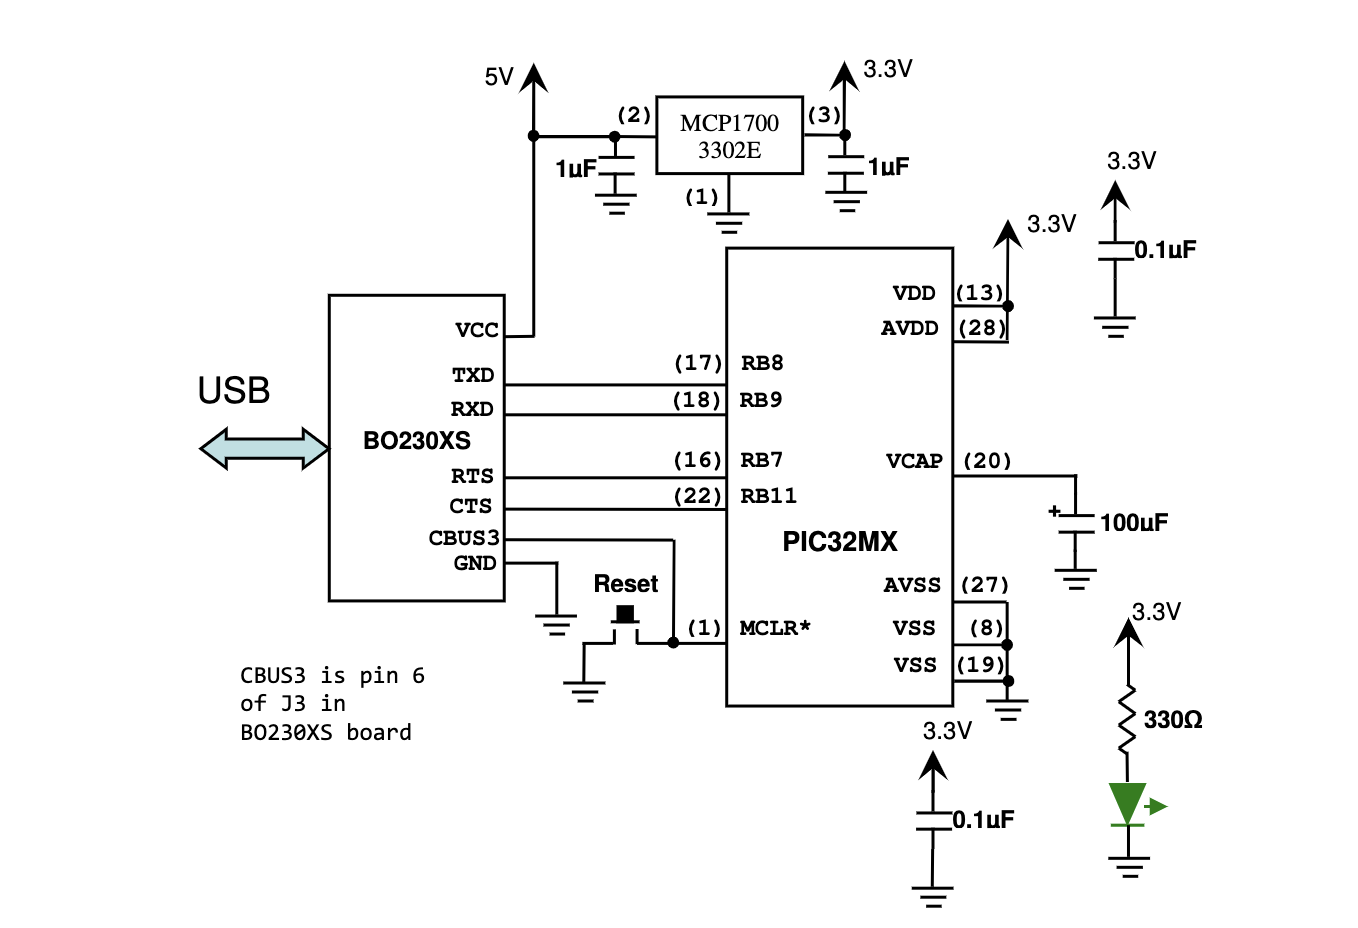 5V
(2)
MCP1700
3302E
(3)
3.3V
1µF
(1)
1µF
3.3V
0.1uF
3.3V
VDD (13)
AVDD (28)
VCC
TXD
RXD
BO230XS
RTS
CTS
CBUS3
GND
USB
(17) RB8
(18) RB9
(16) RB7
(22) RB11
PIC32MX
VCAP (20)
+
100uF
Reset
(1) MCLR*
AVSS (27)
VSS (8)
VSS (19)
CBUS3 is pin 6
of J3 in
BO230XS board
3.3V
0.1uF
3.3V
330Ω